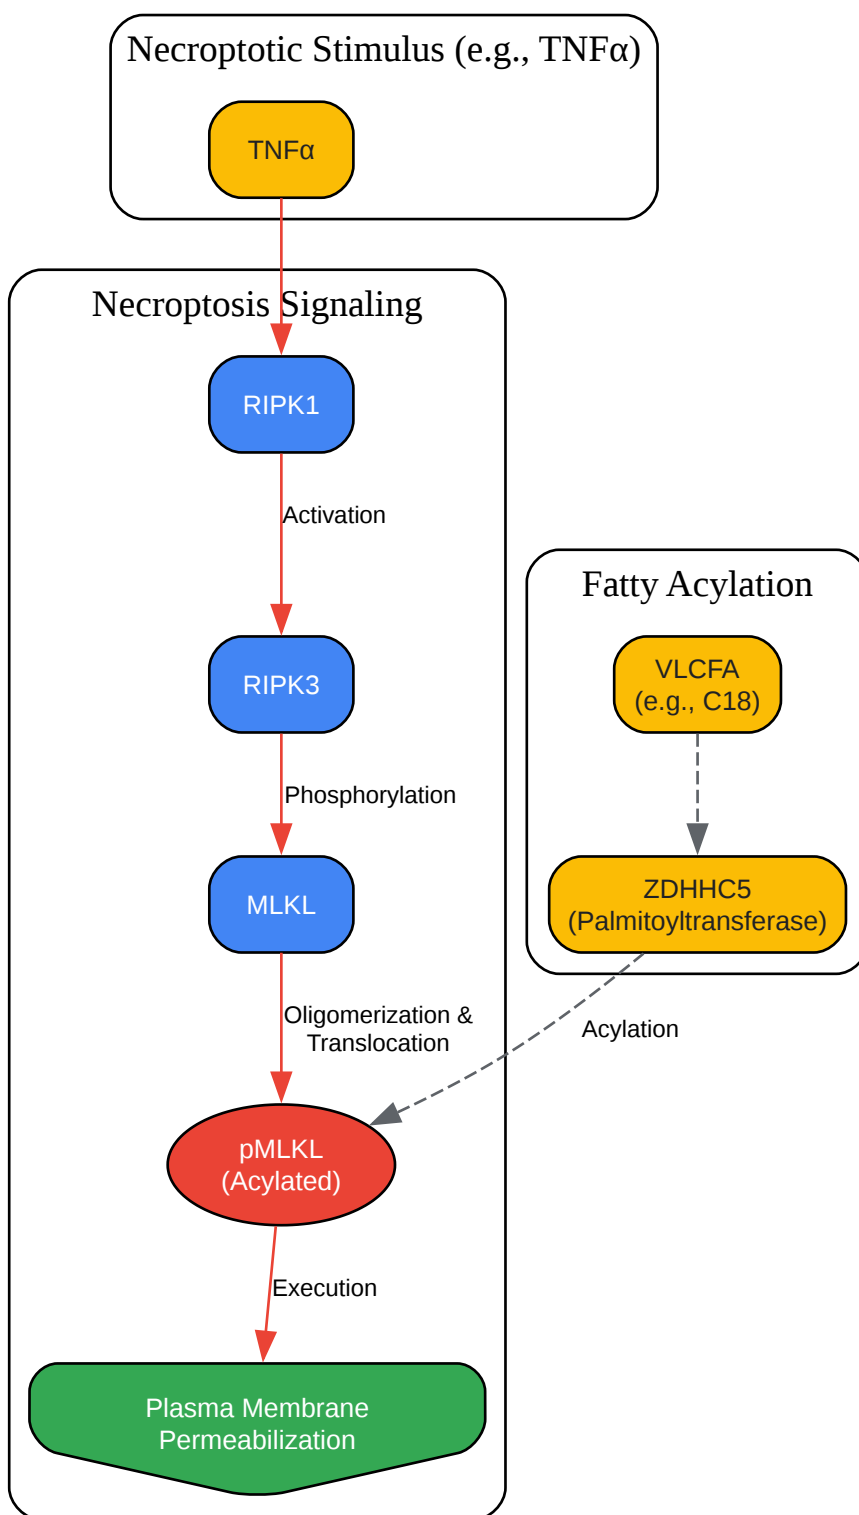 Necroptotic Stimulus (e.g., TNFα)
TNFα
Necroptosis Signaling
RIPK1
Activation
RIPK3
Phosphorylation
MLKL
Oligomerization &
Translocation
pMLKL
(Acylated)
Execution
Plasma Membrane
Permeabilization
Fatty Acylation
VLCFA
(e.g., C18)
ZDHHC5
(Palmitoyltransferase)
Acylation